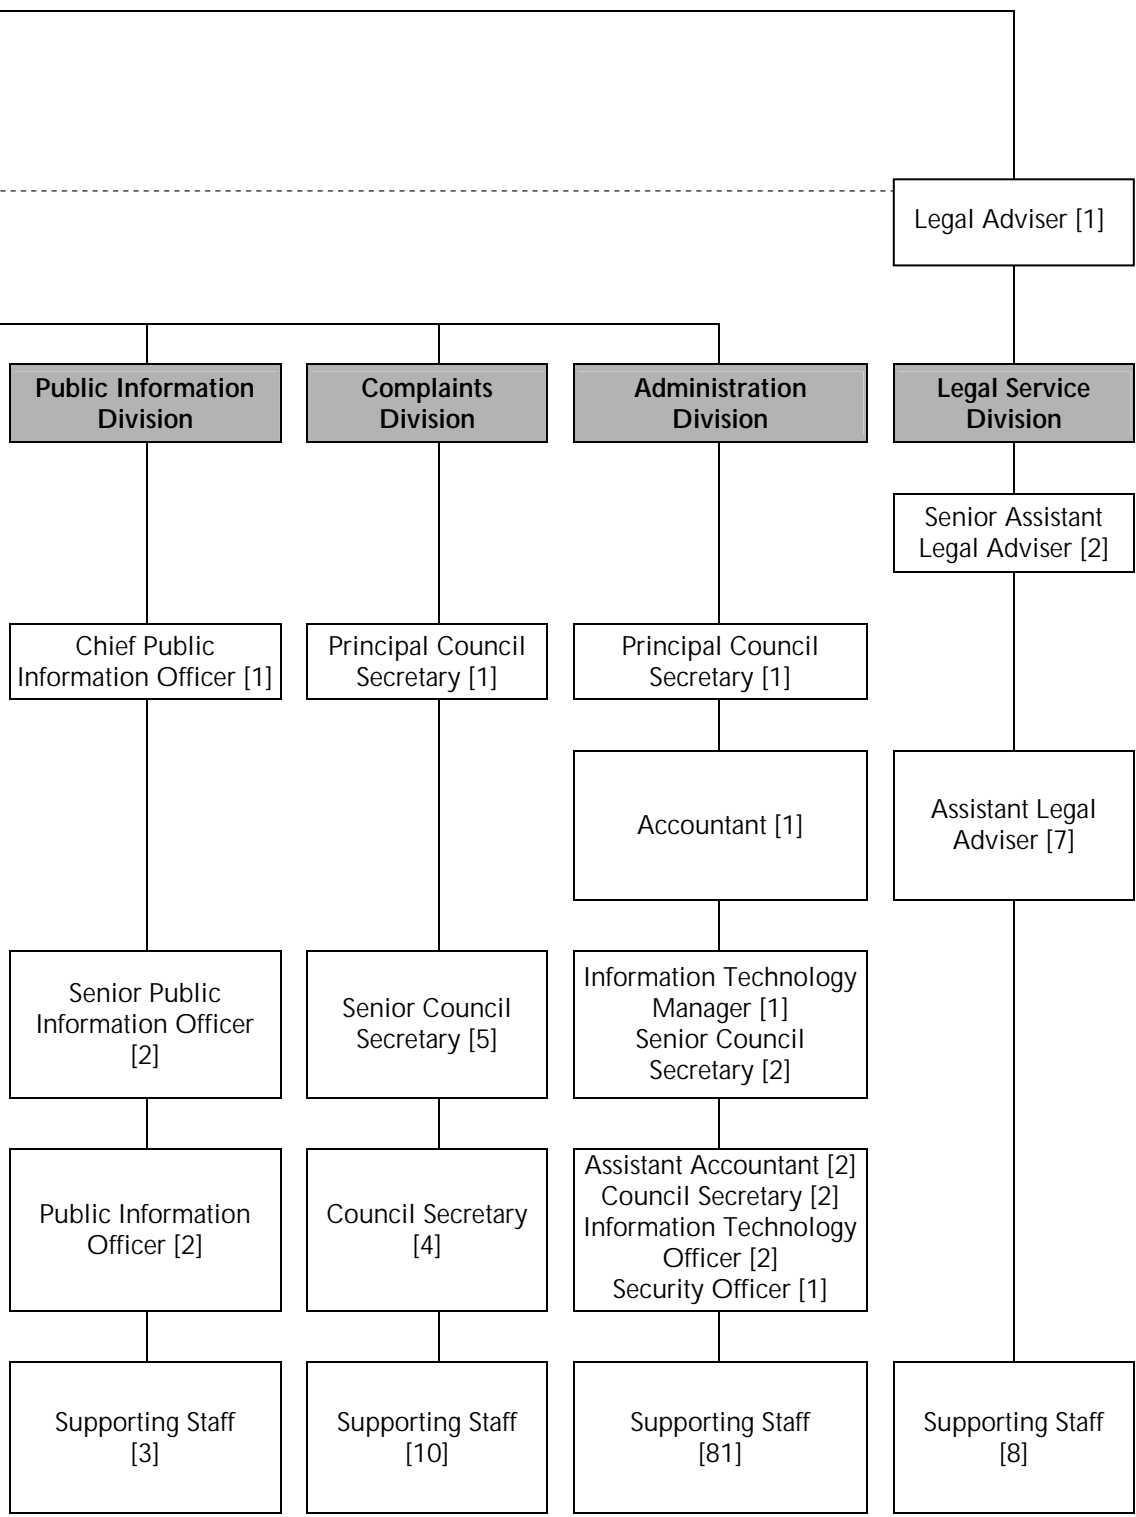 Legal Adviser [1]
Public Information
Division
Complaints
Division
Administration
Division
Legal Service
Division
Senior Assistant
Legal Adviser [2]
Chief Public
Information Officer [1]
Principal Council
Secretary [1]
Principal Council
Secretary [1]
Accountant [1]
Assistant Legal
Adviser [7]
Senior Public
Information Officer
[2]
Senior Council
Secretary [5]
Information Technology
Manager [1]
Senior Council
Secretary [2]
Public Information
Officer [2]
Council Secretary
[4]
Assistant Accountant [2]
Council Secretary [2]
Information Technology
Officer [2]
Security Officer [1]
Supporting Staff
[3]
Supporting Staff
[10]
Supporting Staff
[81]
Supporting Staff
[8]